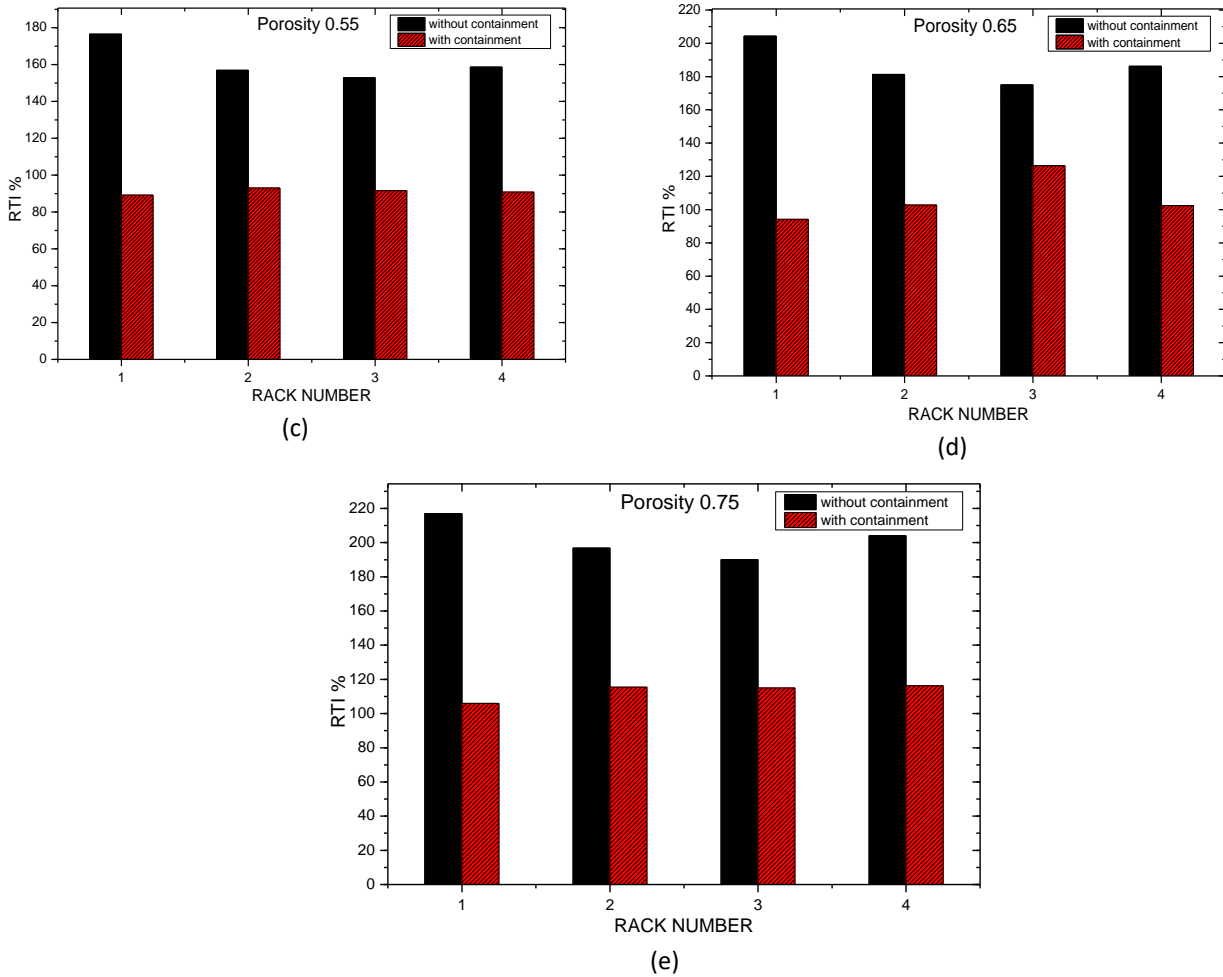 Porosity 0.55
without containment
with containment
RTI %
180
160
140
120
100
80
60
40
20
0
1 2 3 4
RACK NUMBER
(c)
Porosity 0.65
without containment
with containment
RTI %
220
200
180
160
140
120
100
80
60
40
20
0
1 2 3 4
RACK NUMBER
(d)
Porosity 0.75
without containment
with containment
RTI %
220
200
180
160
140
120
100
80
60
40
20
0
1 2 3 4
RACK NUMBER
(e)